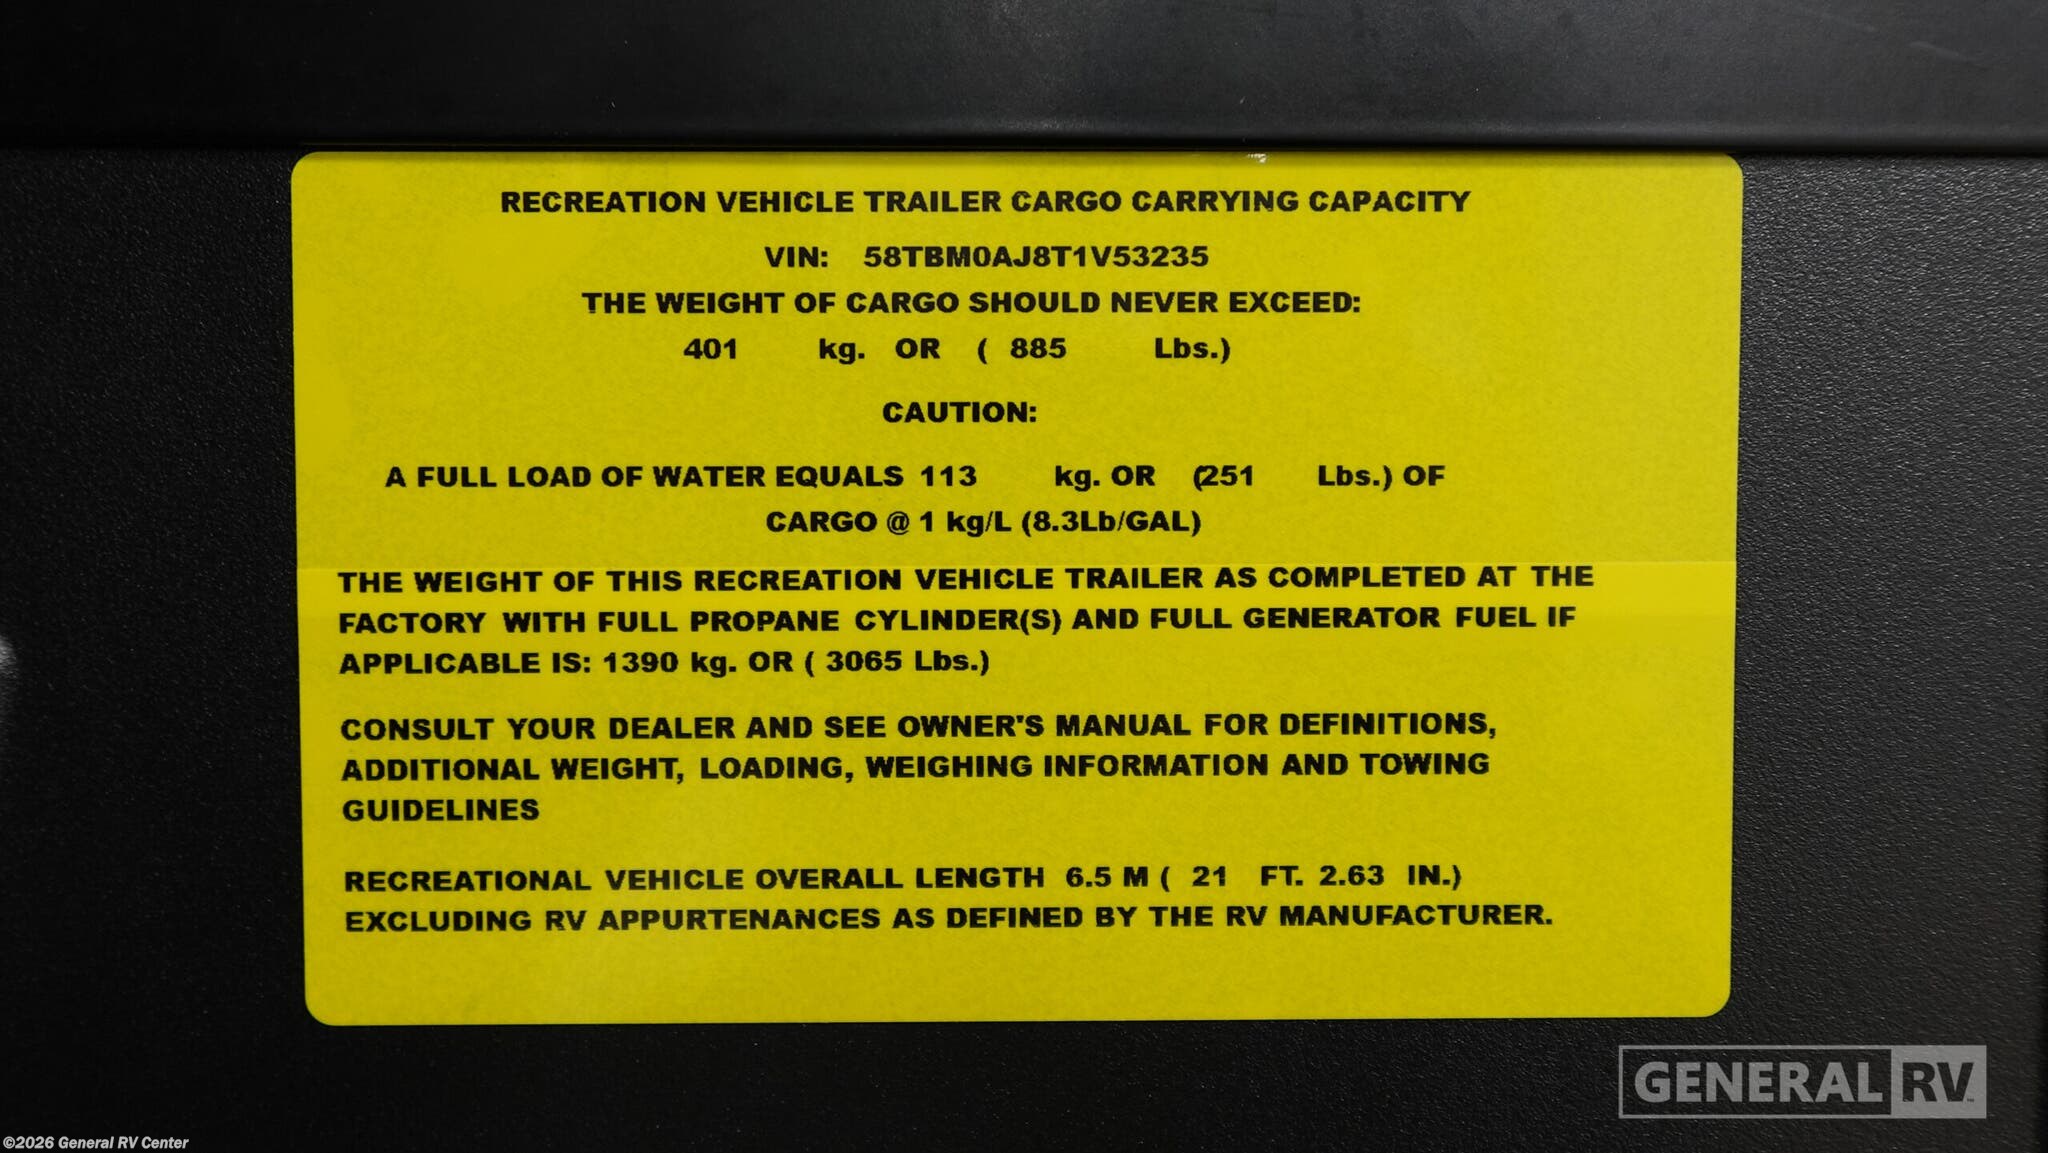 RECREATION VEHICLE TRAILER CARGO CARRYING CAPACITY
VIN: 58TBM0AJ8T1V53235
THE WEIGHT OF CARGO SHOULD NEVER EXCEED:
401 kg. OR ( 885 Lbs.)
CAUTION:
A FULL LOAD OF WATER EQUALS 113 kg. OR (251 Lbs.) OF
CARGO @ 1 kg/L (8.3Lb/GAL)
THE WEIGHT OF THIS RECREATION VEHICLE TRAILER AS COMPLETED AT THE
FACTORY WITH FULL PROPANE CYLINDER(S) AND FULL GENERATOR FUEL IF
APPLICABLE IS: 1390 kg. OR ( 3065 Lbs.)
CONSULT YOUR DEALER AND SEE OWNER'S MANUAL FOR DEFINITIONS,
ADDITIONAL WEIGHT, LOADING, WEIGHING INFORMATION AND TOWING
GUIDELINES
RECREATIONAL VEHICLE OVERALL LENGTH 6.5 M ( 21 FT. 2.63 IN.)
EXCLUDING RV APPURTENANCES AS DEFINED BY THE RV MANUFACTURER.
GENERAL RV
©2026 General RV Center